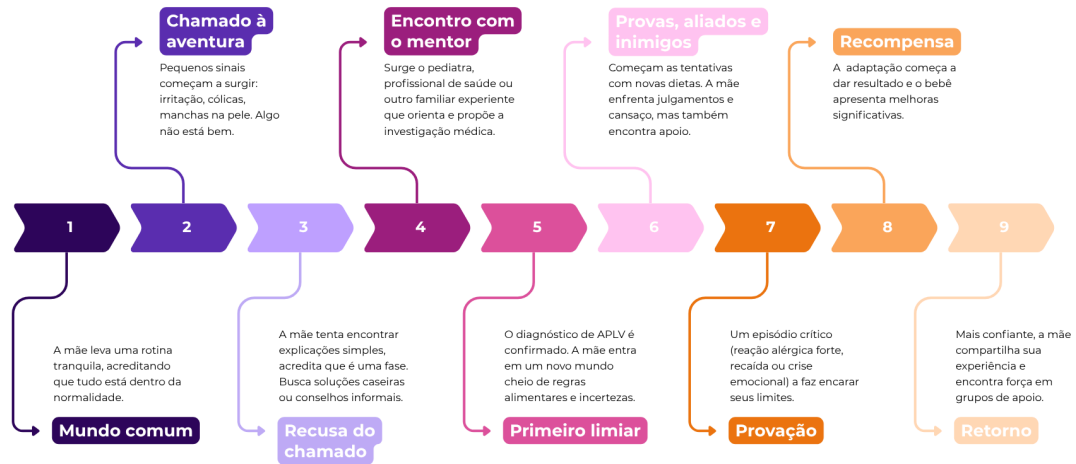 Chamado à
aventura
Pequenos sinais
começam a surgir:
irritação, cólicas,
manchas na pele. Algo
não está bem.
Encontro com
o mentor
Surge o pediatra,
profissional de saúde ou
outro familiar experiente
que orienta e propõe a
investigação médica.
Provas, aliados e
inimigos
Começam as tentativas
com novas dietas. A mãe
enfrenta julgamentos e
cansaço, mas também
encontra apoio.
Recompensa
A adaptação começa a
dar resultado e o bebê
apresenta melhoras
significativas.
1
2
3
4
5
6
7
8
9
A mãe leva uma rotina
tranquila, acreditando
que tudo está dentro da
normalidade.
Mundo comum
A mãe tenta encontrar
explicações simples,
acredita que é uma fase.
Busca soluções caseiras
ou conselhos informais.
Recusa do
chamado
O diagnóstico de APLV é
confirmado. A mãe entra
em um novo mundo
cheio de regras
alimentares e incertezas.
Primeiro limiar
Um episódio crítico
(reação alérgica forte,
recaída ou crise
emocional) a faz encarar
seus limites.
Provação
Mais confiante, a mãe
compartilha sua
experiência e
encontra força em
grupos de apoio.
Retorno